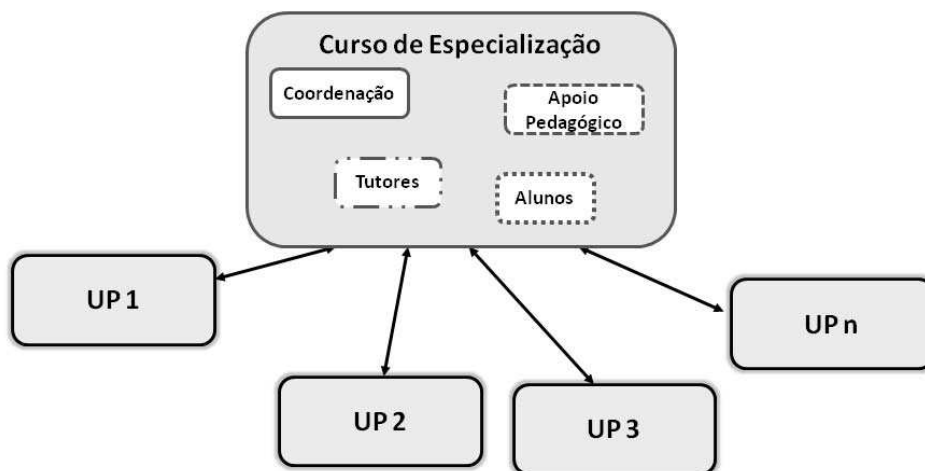 Curso de Especialização
Coordenação
Apoio
Pedagógico
Tutores
Alunos
UP 1
UP 2
UP 3
UP n